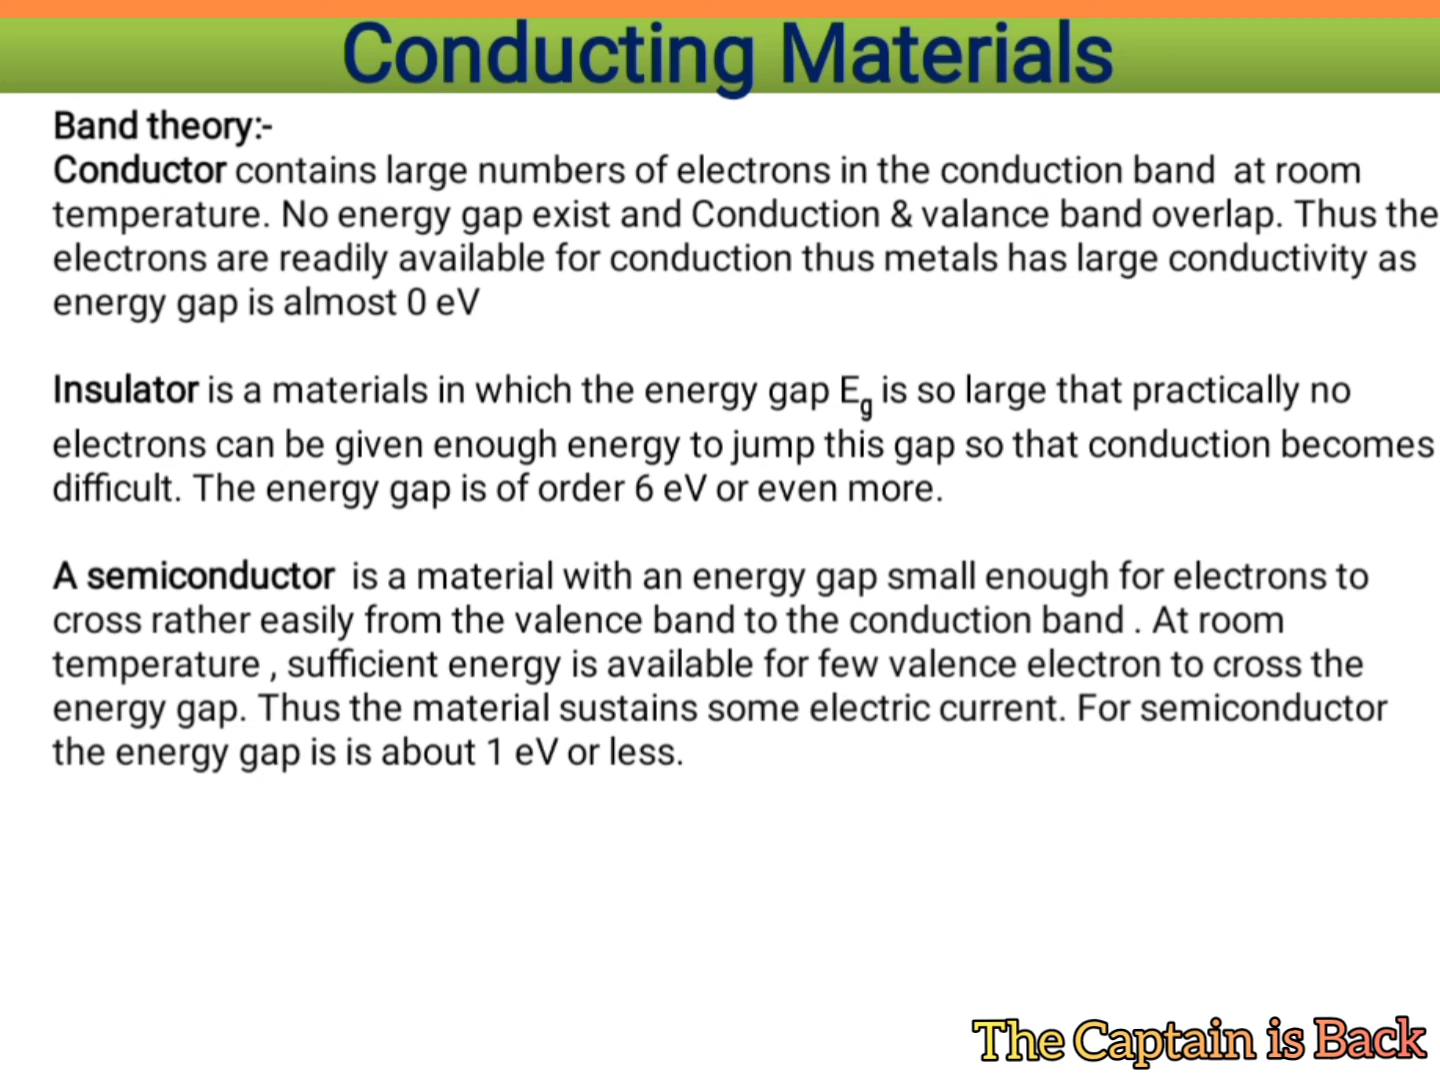 Conducting Materials
Band theory:-
Conductor contains large numbers of electrons in the conduction band at room
temperature. No energy gap exist and Conduction & valance band overlap. Thus the
electrons are readily available for conduction thus metals has large conductivity as
energy gap is almost 0 eV
Insulator is a materials in which the energy gap Eg is so large that practically no
electrons can be given enough energy to jump this gap so that conduction becomes
difficult. The energy gap is of order 6 eV or even more.
A semiconductor is a material with an energy gap small enough for electrons to
cross rather easily from the valence band to the conduction band . At room
temperature , sufficient energy is available for few valence electron to cross the
energy gap. Thus the material sustains some electric current. For semiconductor
the energy gap is is about 1 eV or less.
The Captain is Back